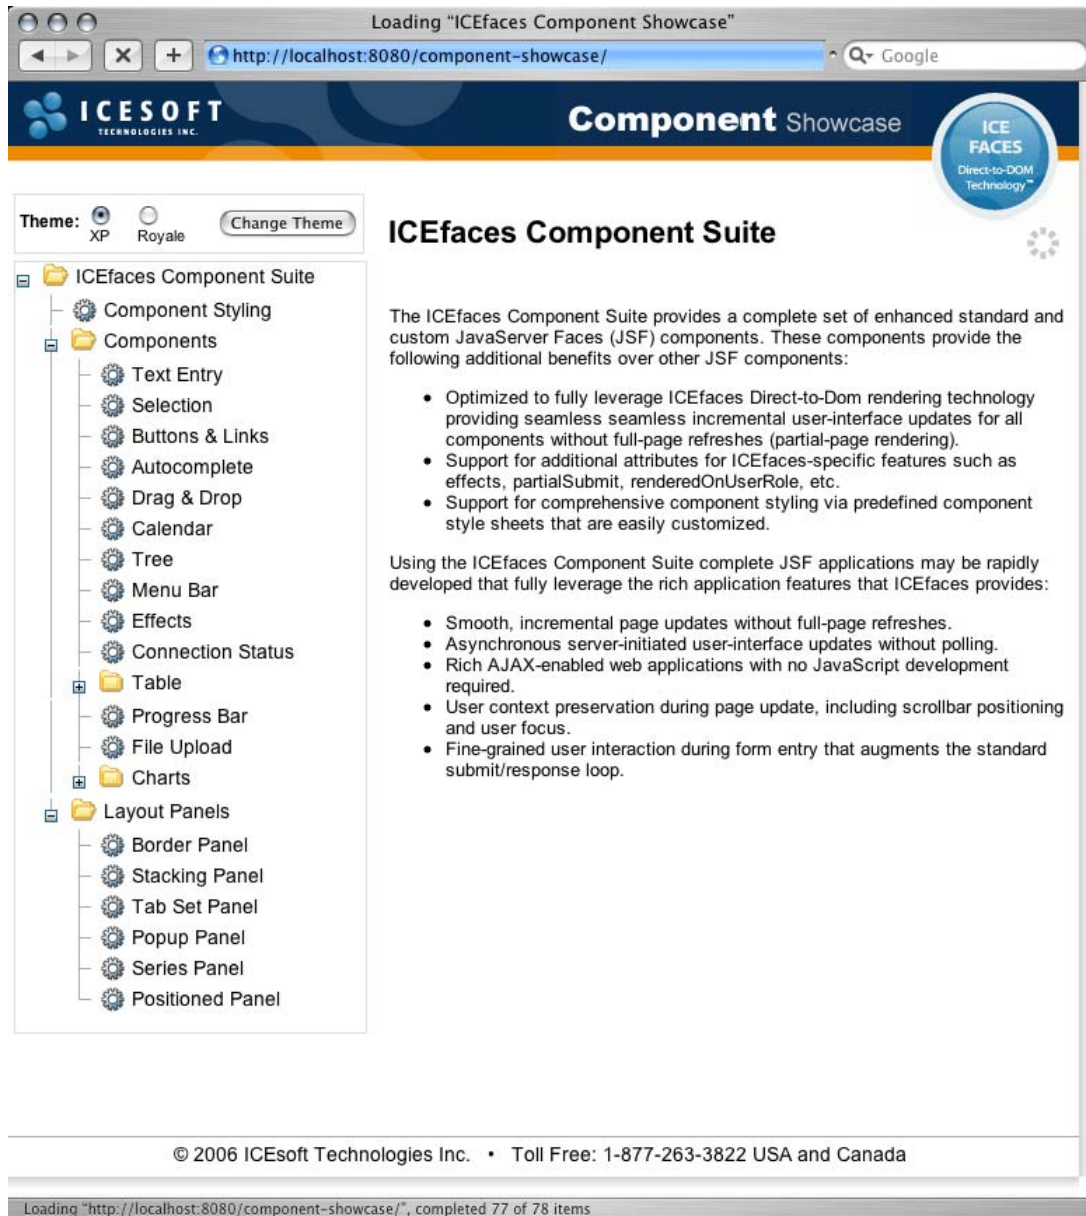 Loading “ICEfaces Component Showcase”
http://localhost:8080/component-showcase/
Google
ICESOFT
TECHNOLOGIES INC.
Component Showcase
ICE
FACES
Direct-to-DOM
Technology™
Theme:
XP
Royale
Change Theme
ICEfaces Component Suite
Component Styling
Components
Text Entry
Selection
Buttons & Links
Autocomplete
Drag & Drop
Calendar
Tree
Menu Bar
Effects
Connection Status
Table
Progress Bar
File Upload
Charts
Layout Panels
Border Panel
Stacking Panel
Tab Set Panel
Popup Panel
Series Panel
Positioned Panel
ICEfaces Component Suite
The ICEfaces Component Suite provides a complete set of enhanced standard and
custom JavaServer Faces (JSF) components. These components provide the
following additional benefits over other JSF components:
• Optimized to fully leverage ICEfaces Direct-to-Dom rendering technology
providing seamless seamless incremental user-interface updates for all
components without full-page refreshes (partial-page rendering).
• Support for additional attributes for ICEfaces-specific features such as
effects, partialSubmit, renderedOnUserRole, etc.
• Support for comprehensive component styling via predefined component
style sheets that are easily customized.
Using the ICEfaces Component Suite complete JSF applications may be rapidly
developed that fully leverage the rich application features that ICEfaces provides:
• Smooth, incremental page updates without full-page refreshes.
• Asynchronous server-initiated user-interface updates without polling.
• Rich AJAX-enabled web applications with no JavaScript development
required.
• User context preservation during page update, including scrollbar positioning
and user focus.
• Fine-grained user interaction during form entry that augments the standard
submit/response loop.
© 2006 ICEsoft Technologies Inc. • Toll Free: 1-877-263-3822 USA and Canada
Loading “http://localhost:8080/component-showcase/”, completed 77 of 78 items